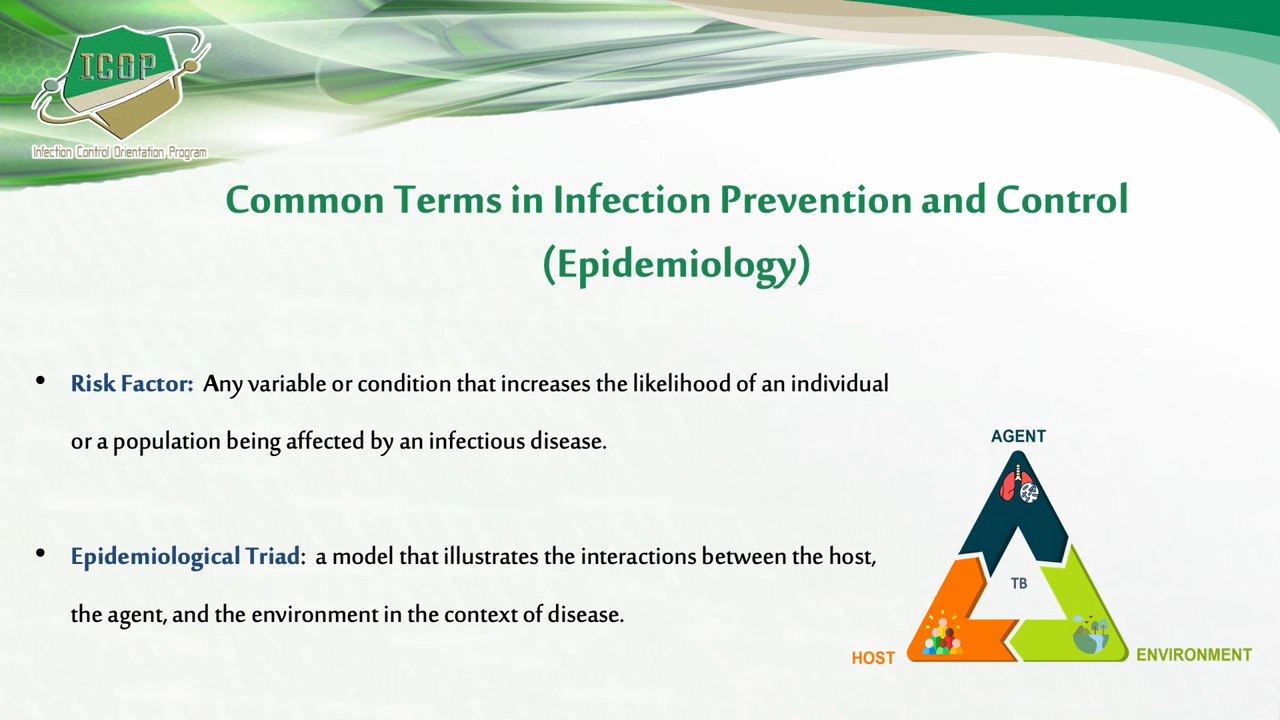 ICOP
Infection Control Orientation Program
Common Terms in Infection Prevention and Control
(Epidemiology)
• Risk Factor: Any variable or condition that increases the likelihood of an individual
or a population being affected by an infectious disease.
• Epidemiological Triad: a model that illustrates the interactions between the host,
the agent, and the environment in the context of disease.
AGENT
TB
HOST
ENVIRONMENT